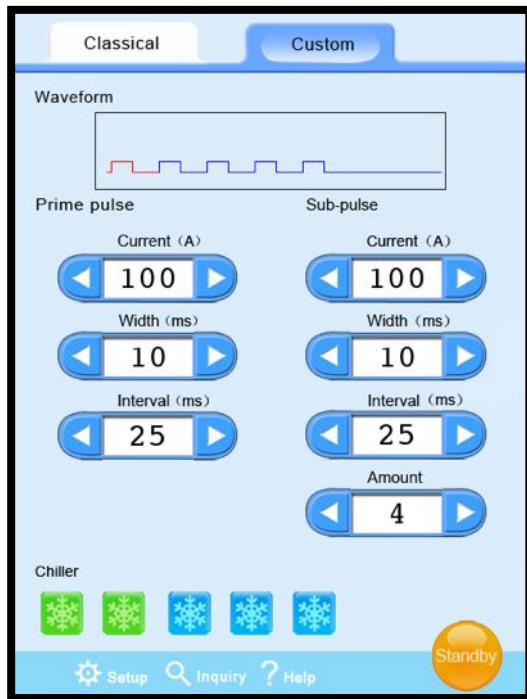 Classical Custom
Waveform
Prime pulse Sub-pulse
Current（A） Current（A）
100 100
Width（ms） Width（ms）
10 10
Interval（ms） Interval（ms）
25 25
Amount
4
Chiller
Standby
Setup Inquiry ? Help